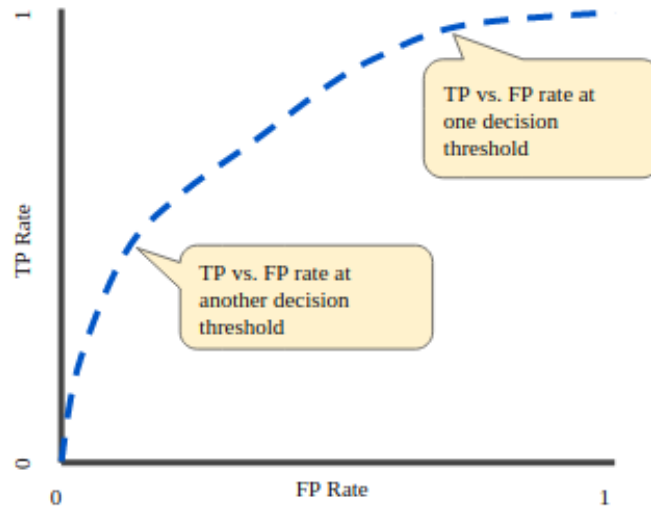 1
TP vs. FP rate at
one decision
threshold
TP Rate
TP vs. FP rate at
another decision
threshold
0
0
FP Rate
1